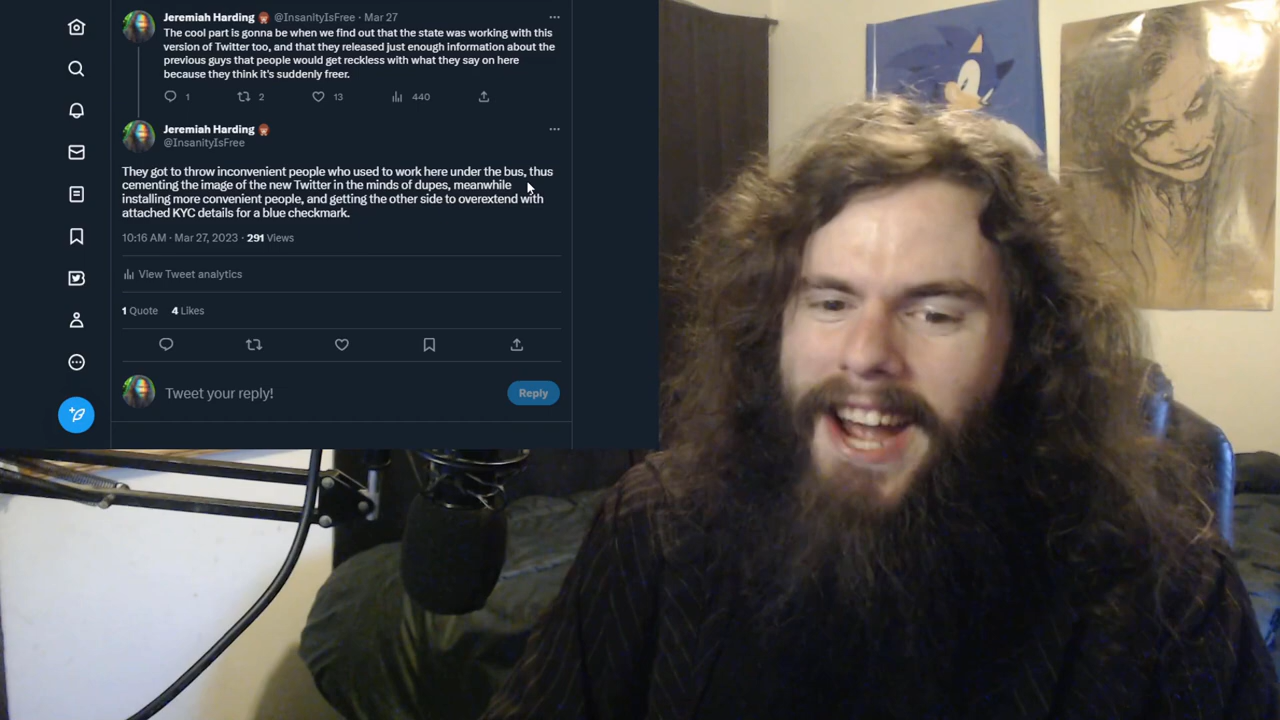 Jeremiah Harding @InsanityIsFree · Mar 27
The cool part is gonna be when we find out that the state was working with this
version of Twitter too, and that they released just enough information about the
previous guys that people would get reckless with what they say on here
because they think it's suddenly freer.
1 2 13 440
Jeremiah Harding
@InsanityIsFree
They got to throw inconvenient people who used to work here under the bus, thus
cementing the image of the new Twitter in the minds of dupes, meanwhile
installing more convenient people, and getting the other side to overextend with
attached KYC details for a blue checkmark.
10:16 AM · Mar 27, 2023 · 291 Views
View Tweet analytics
1 Quote 4 Likes
Tweet your reply!
Reply